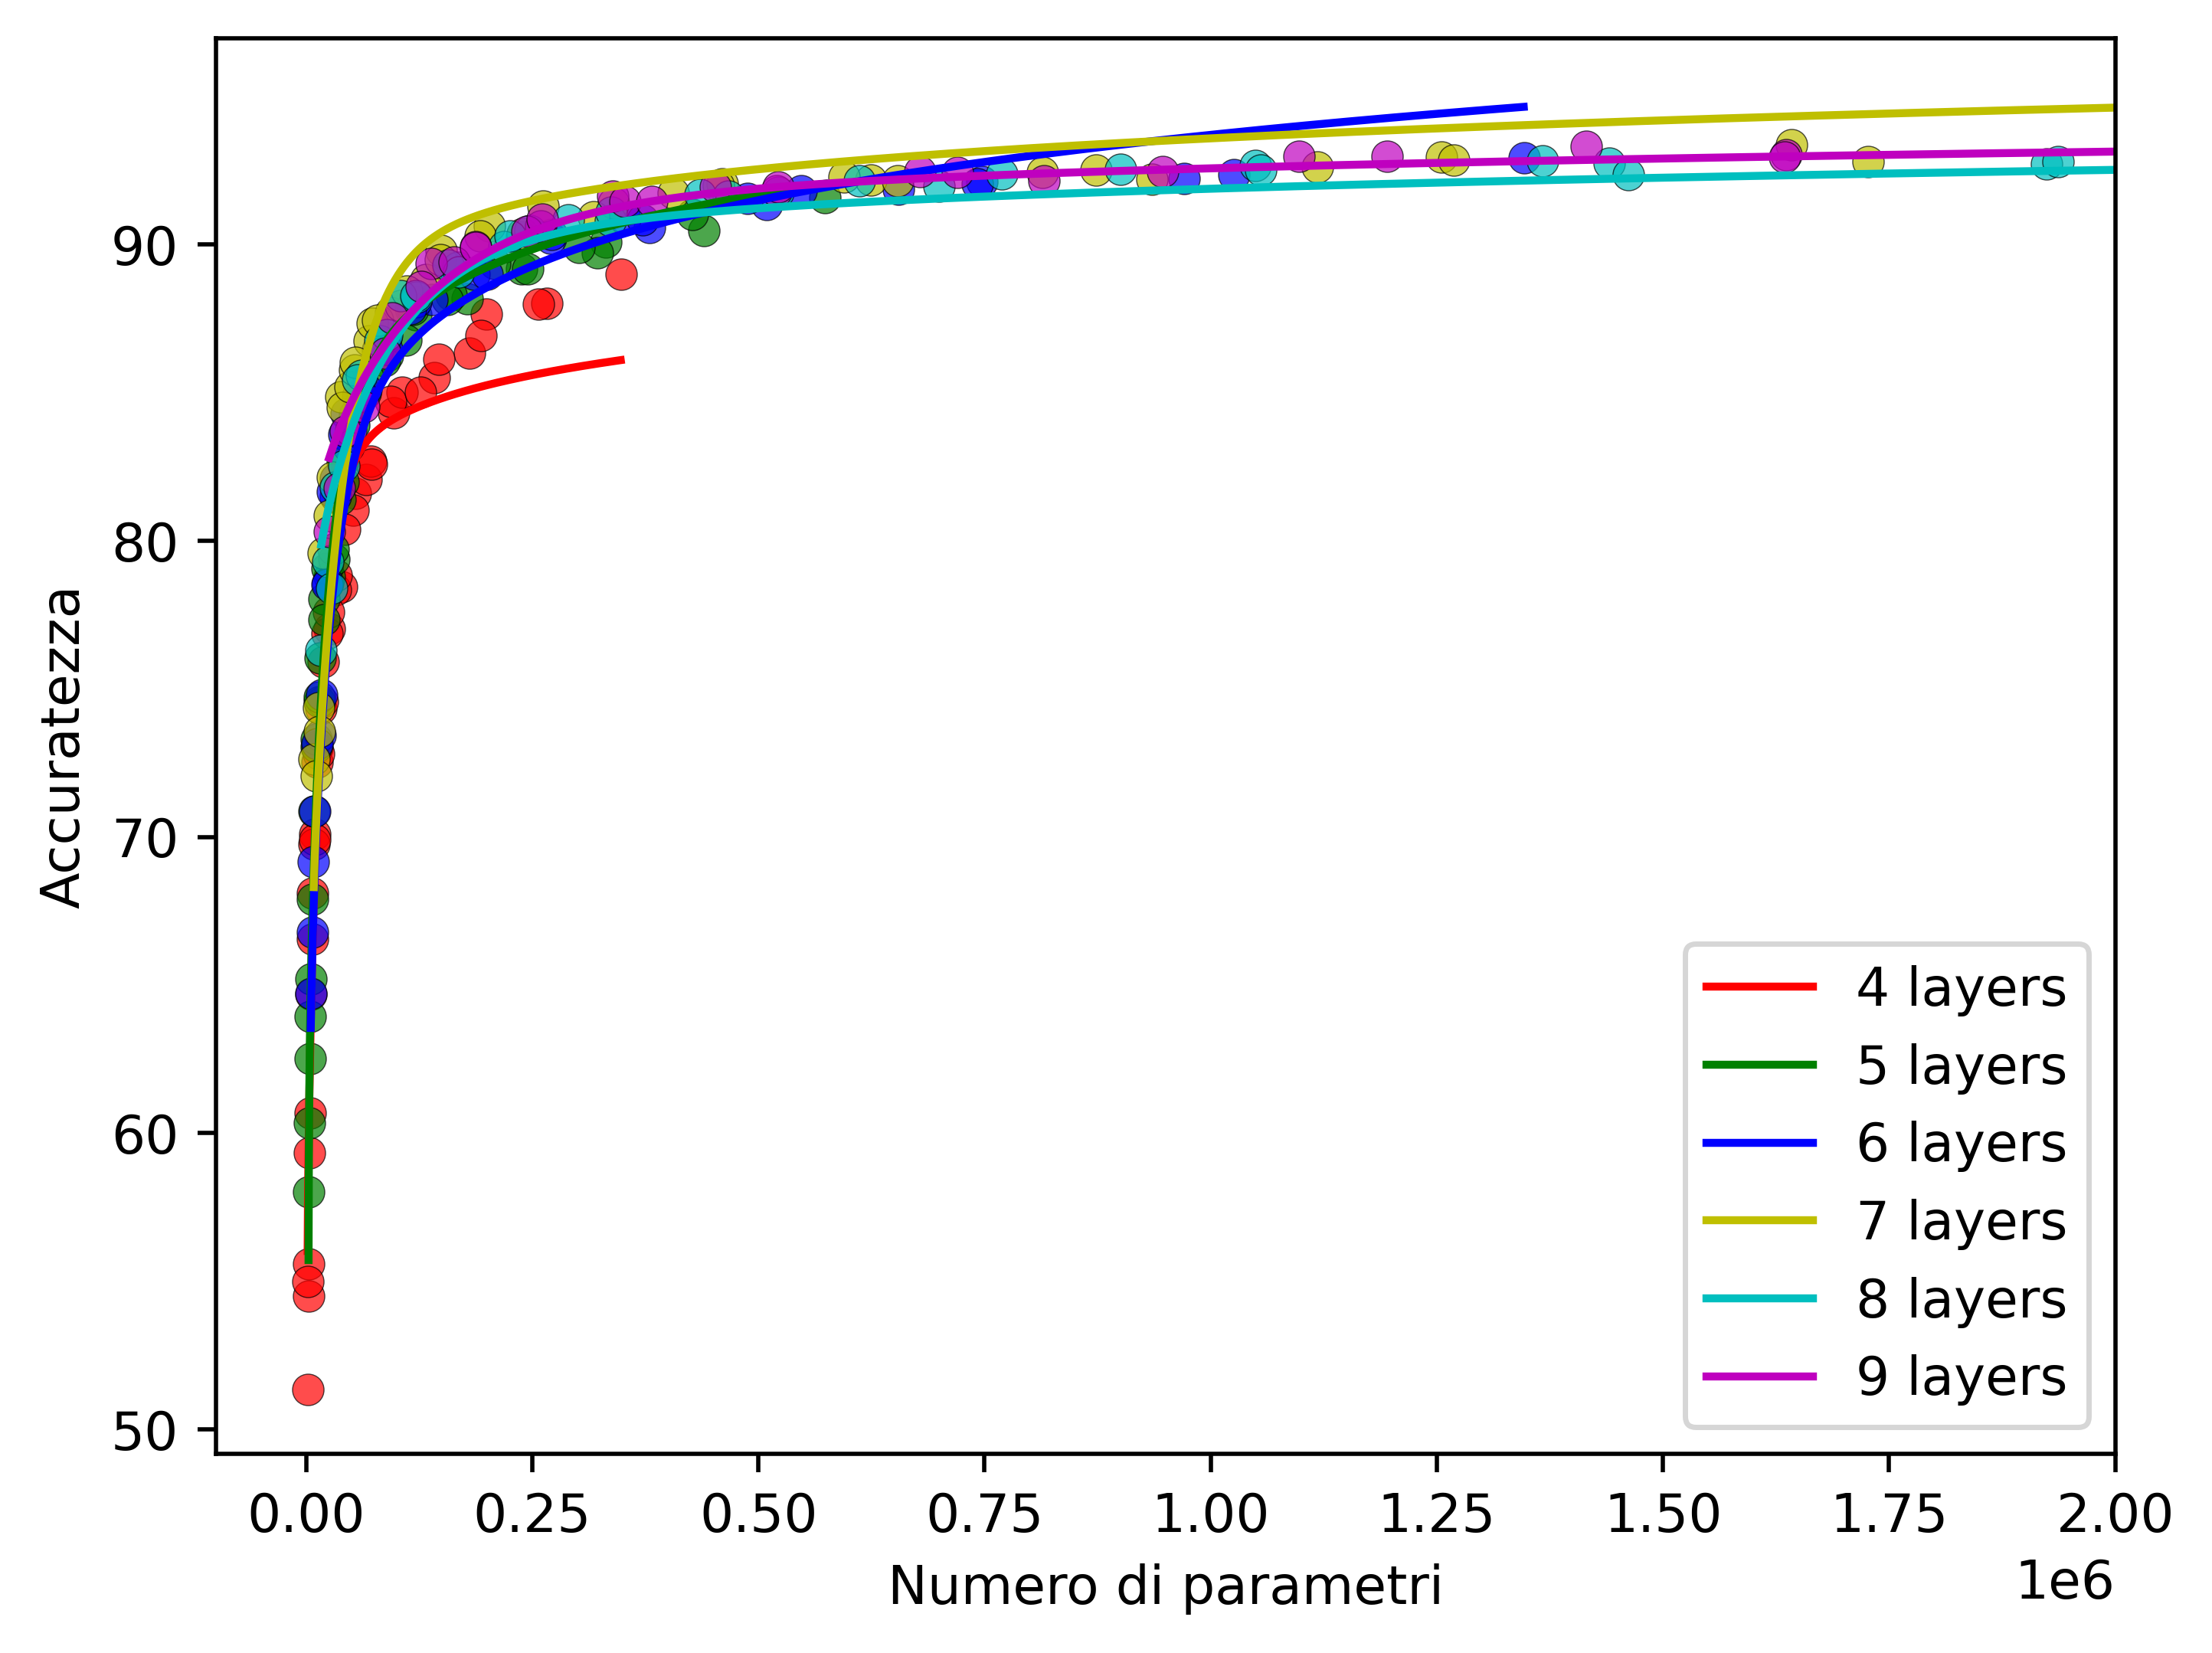 90
80
70
60
50
Accuratezza
4 layers
5 layers
6 layers
7 layers
8 layers
9 layers
0.00 0.25 0.50 0.75 1.00 1.25 1.50 1.75 2.00
1e6
Numero di parametri